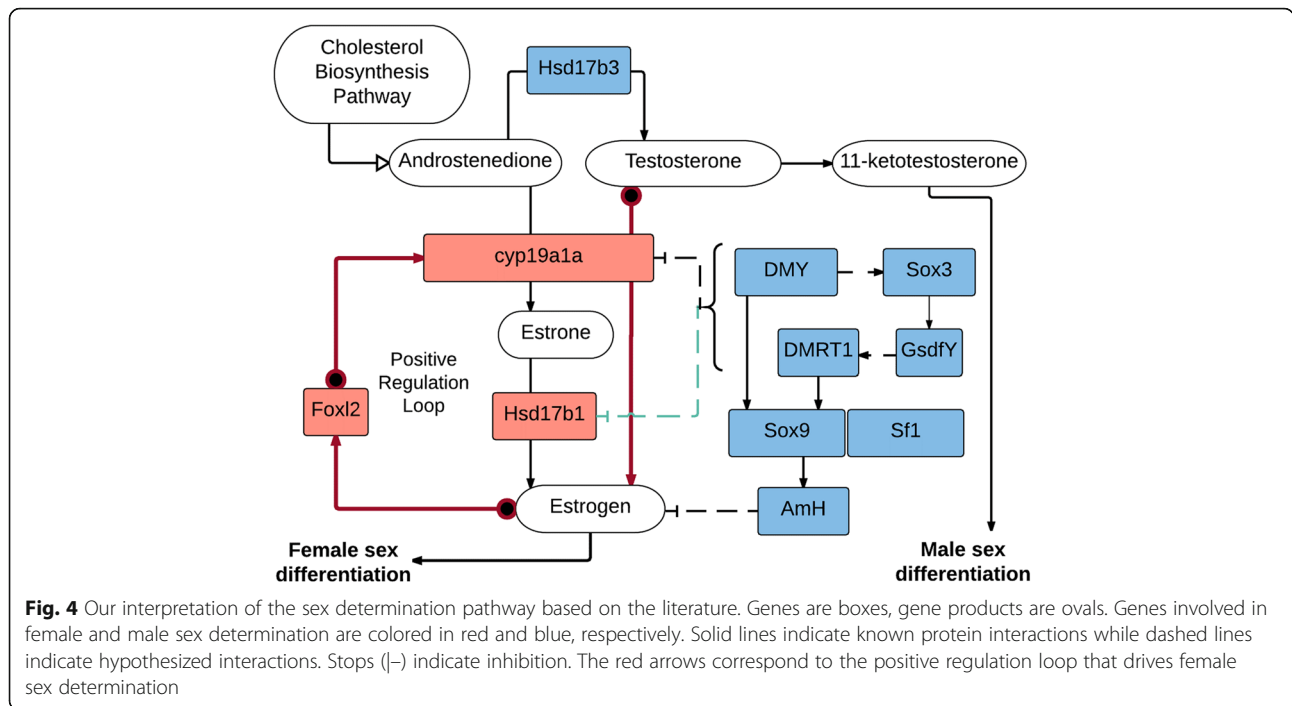 Cholesterol
Biosynthesis
Pathway
Hsd17b3
Androstenedione
Testosterone
11-ketotestosterone
cyp19a1a
DMY
Sox3
Estrone
DMRT1
GsdfY
Positive
Regulation
Loop
Foxl2
Hsd17b1
Sox9
Sf1
Estrogen
AmH
Female sex
differentiation
Male sex
differentiation
Fig. 4 Our interpretation of the sex determination pathway based on the literature. Genes are boxes, gene products are ovals. Genes involved in
female and male sex determination are colored in red and blue, respectively. Solid lines indicate known protein interactions while dashed lines
indicate hypothesized interactions. Stops (|–) indicate inhibition. The red arrows correspond to the positive regulation loop that drives female
sex determination